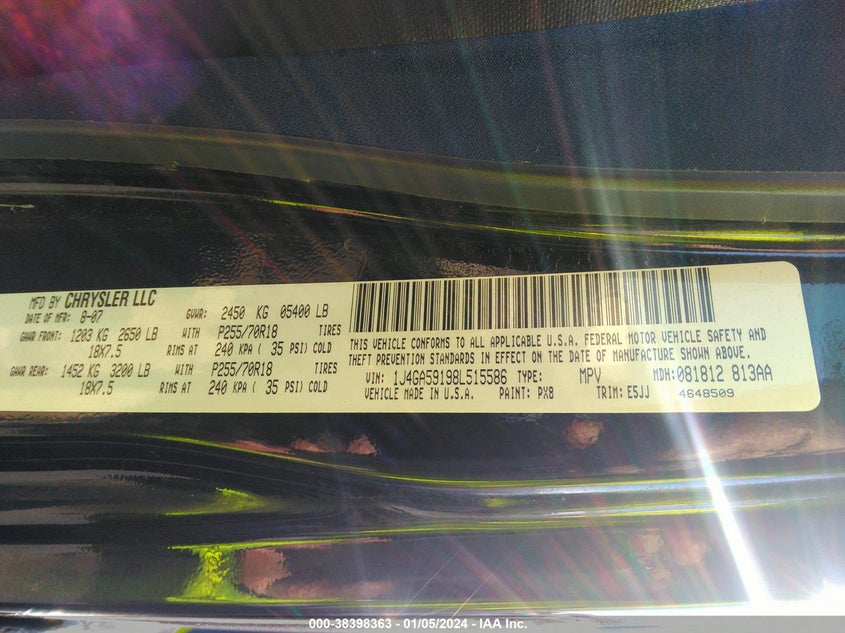 MFD BY CHRYSLER LLC
DATE OF MFR: 8-07 GVWR: 2450 KG 05400 LB
GAWR FRONT: 1203 KG 2650 LB WITH P255/70R18 TIRES
18X7.5 RIMS AT 240 KPA ( 35 PSI) COLD
GAWR REAR: 1452 KG 3200 LB WITH P255/70R18 TIRES
18X7.5 RIMS AT 240 KPA ( 35 PSI) COLD
THIS VEHICLE CONFORMS TO ALL APPLICABLE U.S.A. FEDERAL MOTOR VEHICLE SAFETY AND
THEFT PREVENTION STANDARDS IN EFFECT ON THE DATE OF MANUFACTURE SHOWN ABOVE.
VIN: 1J4GA59198L515586 TYPE: MPV MDH: 081812 813AA
VEHICLE MADE IN U.S.A. PAINT: PX8 TRIM: E5JJ 4648509
000-38398363 — 01/05/2024 — IAA Inc.